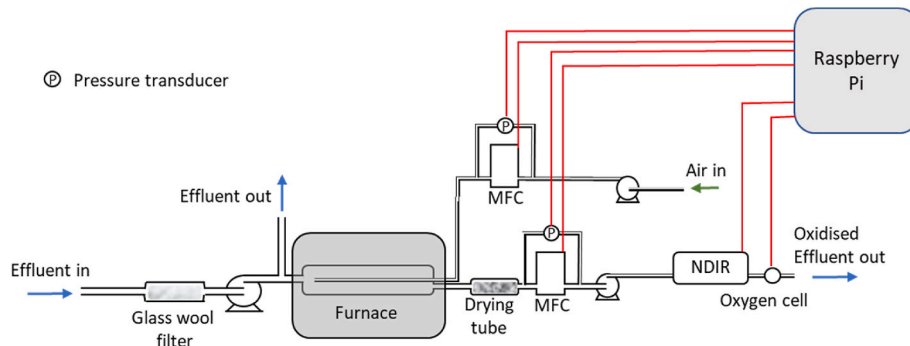 Raspberry
Pi
P
Pressure transducer
P
Air in
MFC
Effluent out
P
Effluent in
Glass wool
filter
Furnace
Drying
tube
MFC
NDIR
Oxygen cell
Oxidised
Effluent out